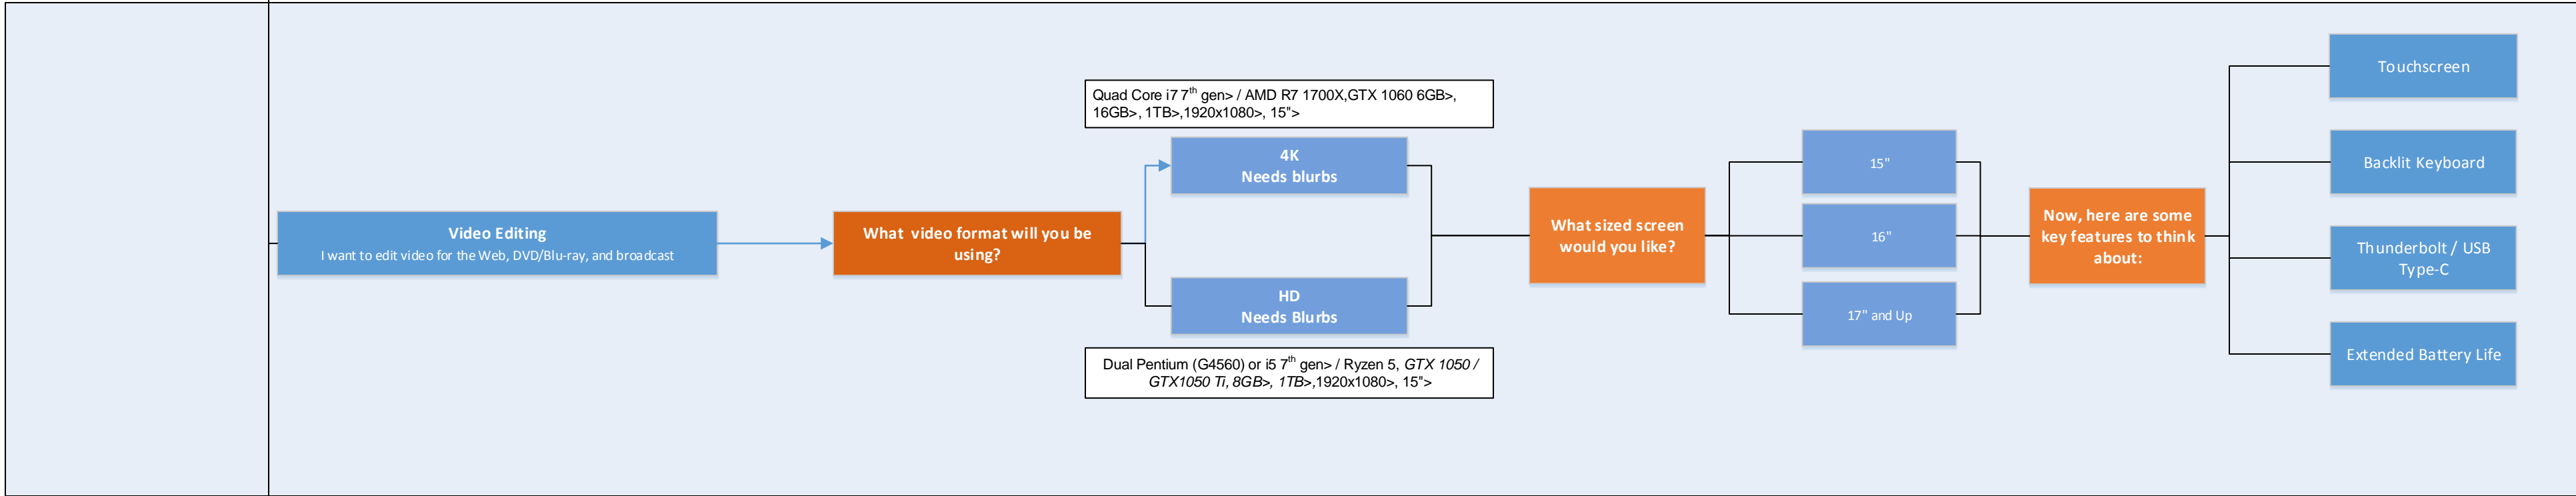 Video Editing
I want to edit video for the Web, DVD/Blu-ray, and broadcast
What  video format will you be
using?
Quad Core i7 7th gen> / AMD R7 1700X,GTX 1060 6GB>,
16GB>, 1TB>,1920x1080>, 15">
4K
Needs blurbs
HD
Needs Blurbs
Dual Pentium (G4560) or i5 7th gen> / Ryzen 5, GTX 1050 /
GTX1050 Ti, 8GB>, 1TB>,1920x1080>, 15">
What sized screen
would you like?
15"
16"
17" and Up
Now, here are some
key features to think
about:
Touchscreen
Backlit Keyboard
Thunderbolt / USB
Type-C
Extended Battery Life